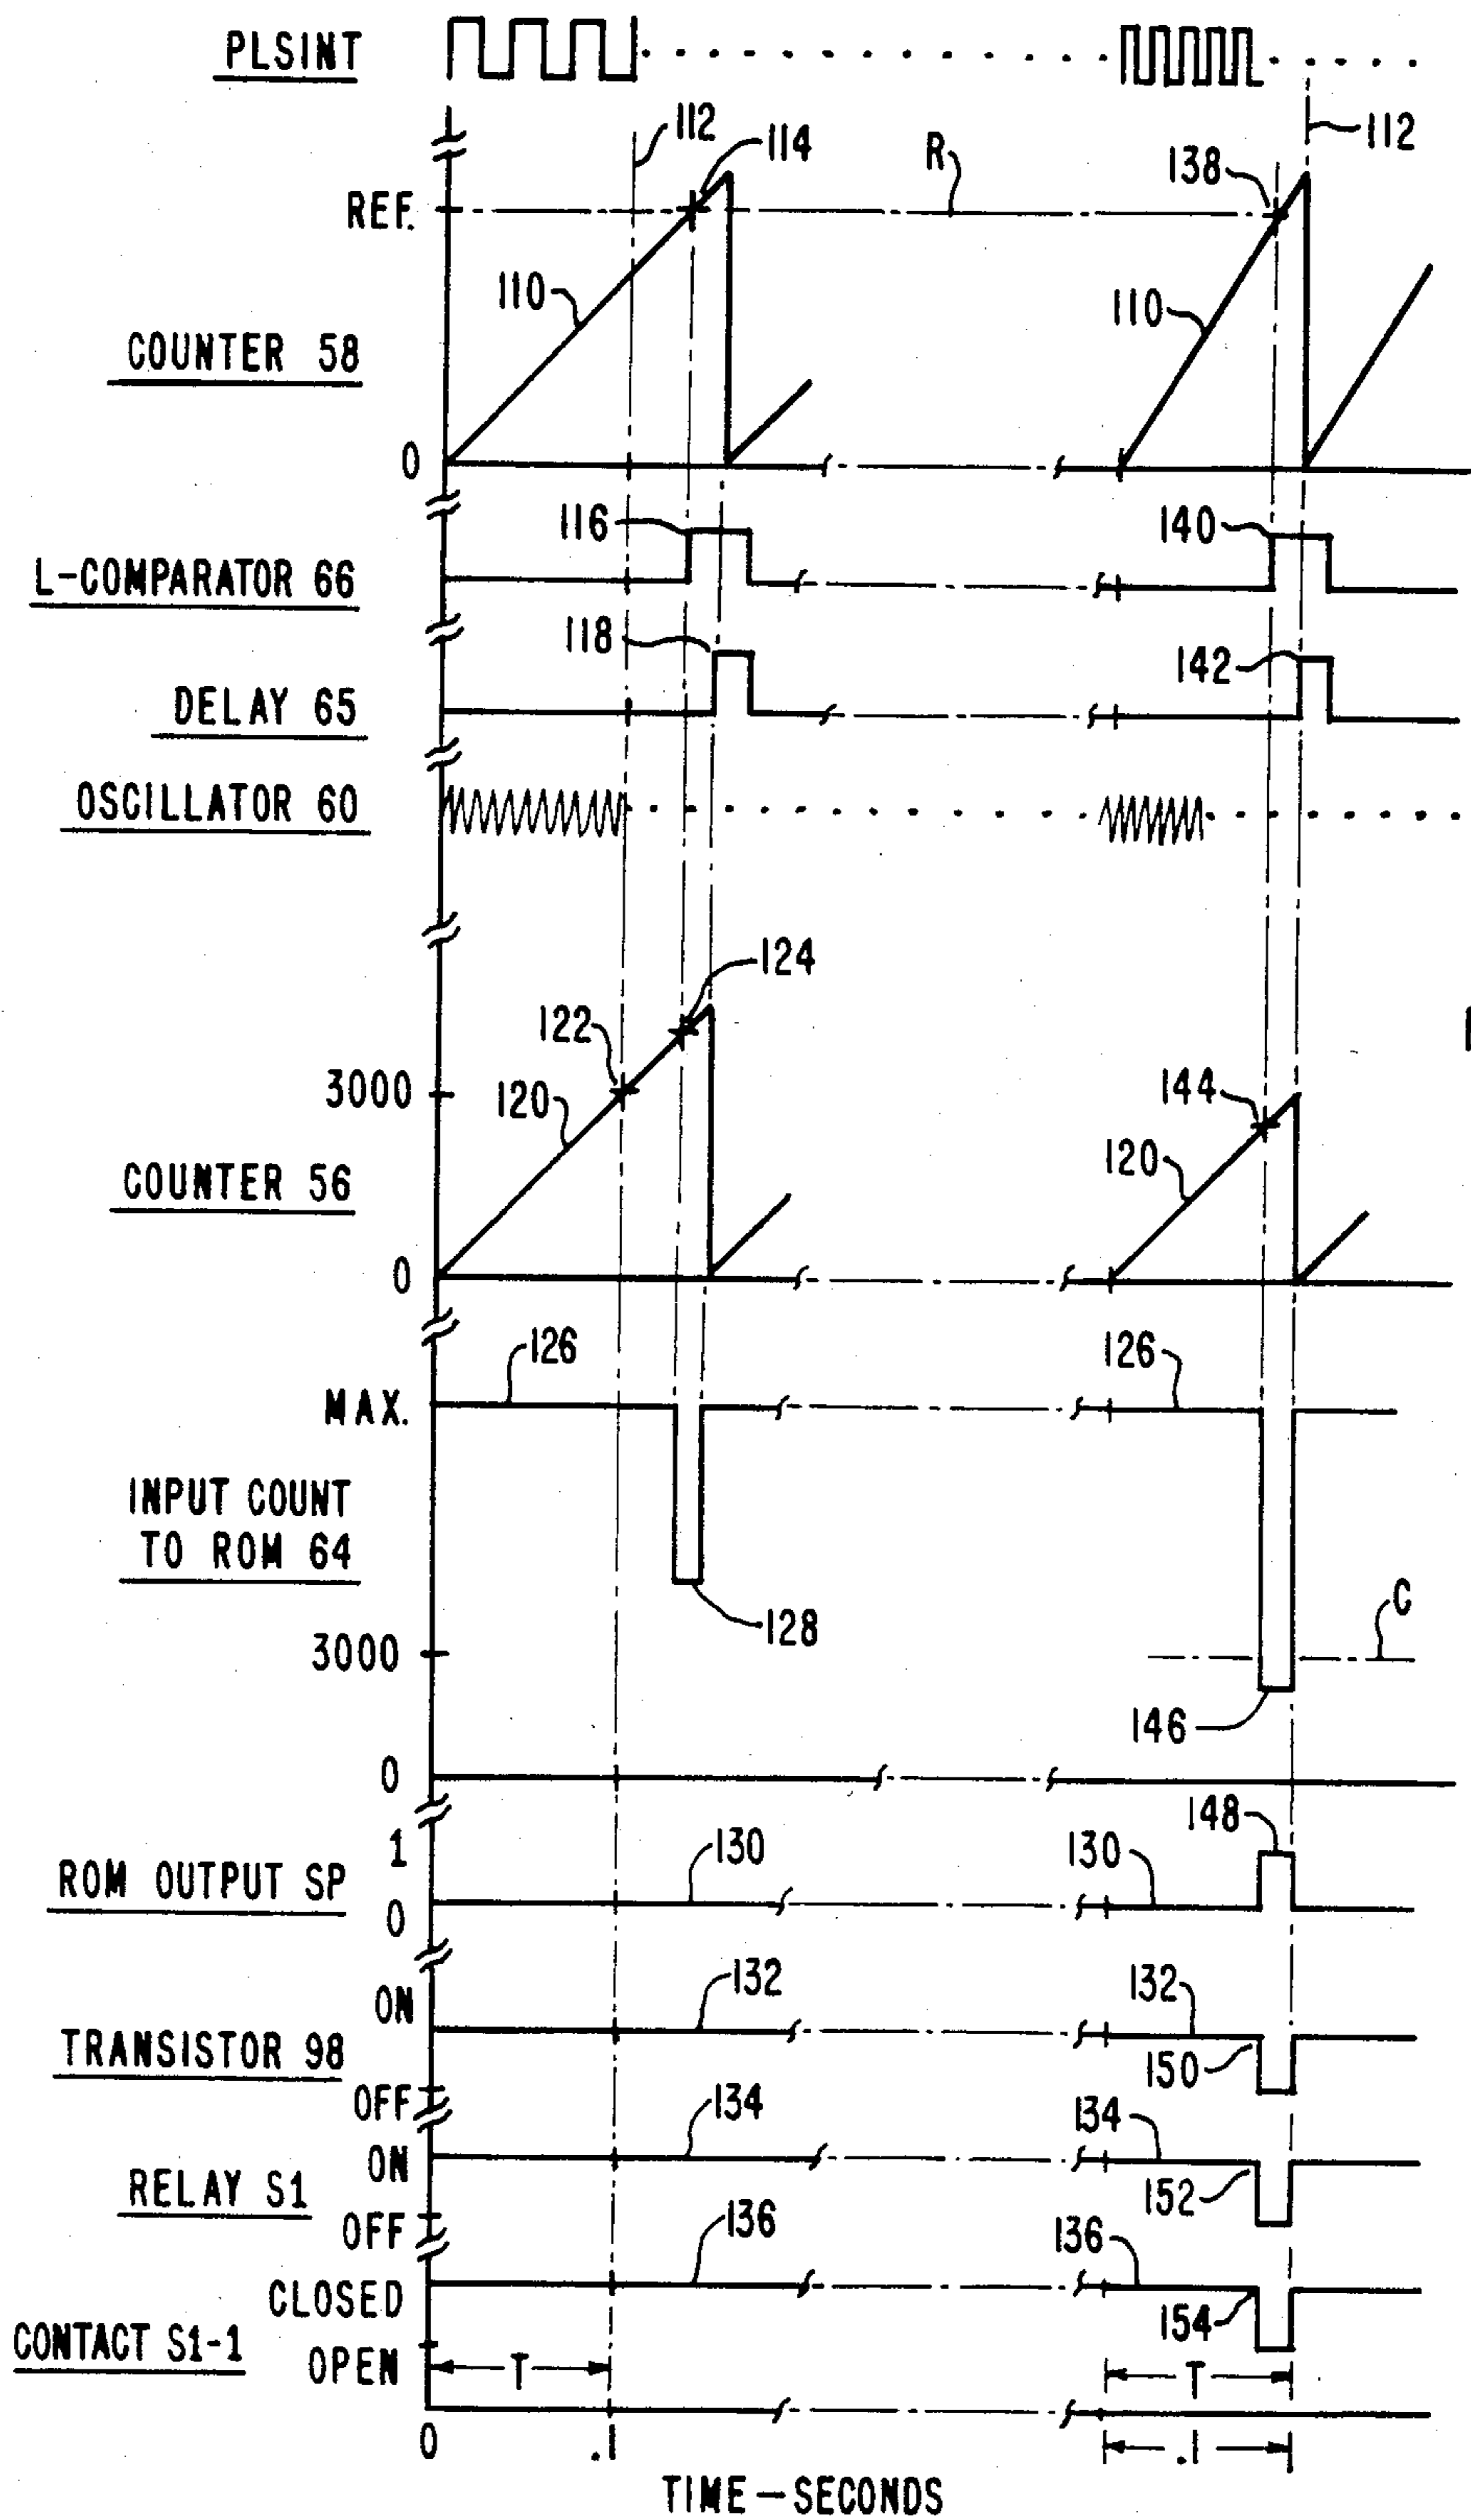 PLSINT
112
114
R
138
112
REF.
110
110
COUNTER 58
0
116
140
L-COMPARATOR 66
118
142
DELAY 65
OSCILLATOR 60
124
122
3000
120
144
120
COUNTER 56
0
126
126
MAX.
INPUT COUNT
TO ROM 64
128
C
3000
146
0
148
1
130
130
ROM OUTPUT SP
0
132
132
ON
TRANSISTOR 98
150
OFF
134
134
ON
RELAY S1
152
OFF
136
136
CLOSED
CONTACT S1-1
154
OPEN
T
T
0
.1
.1
TIME — SECONDS